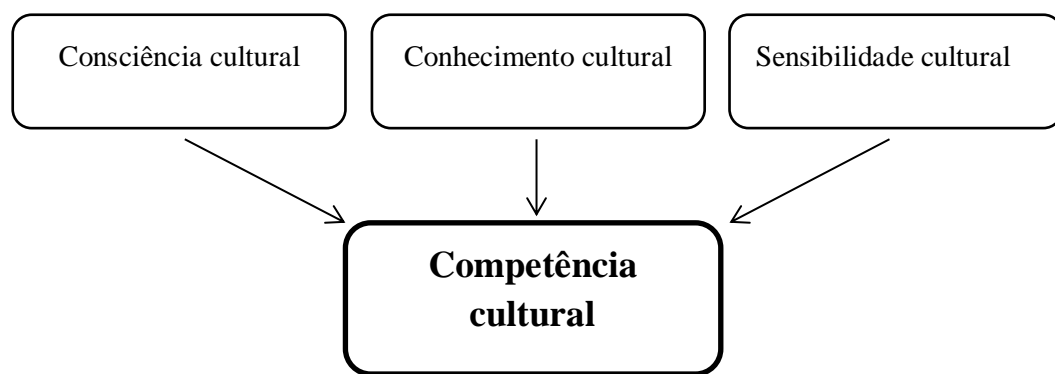 Consciência cultural
Conhecimento cultural
Sensibilidade cultural
Competência
cultural